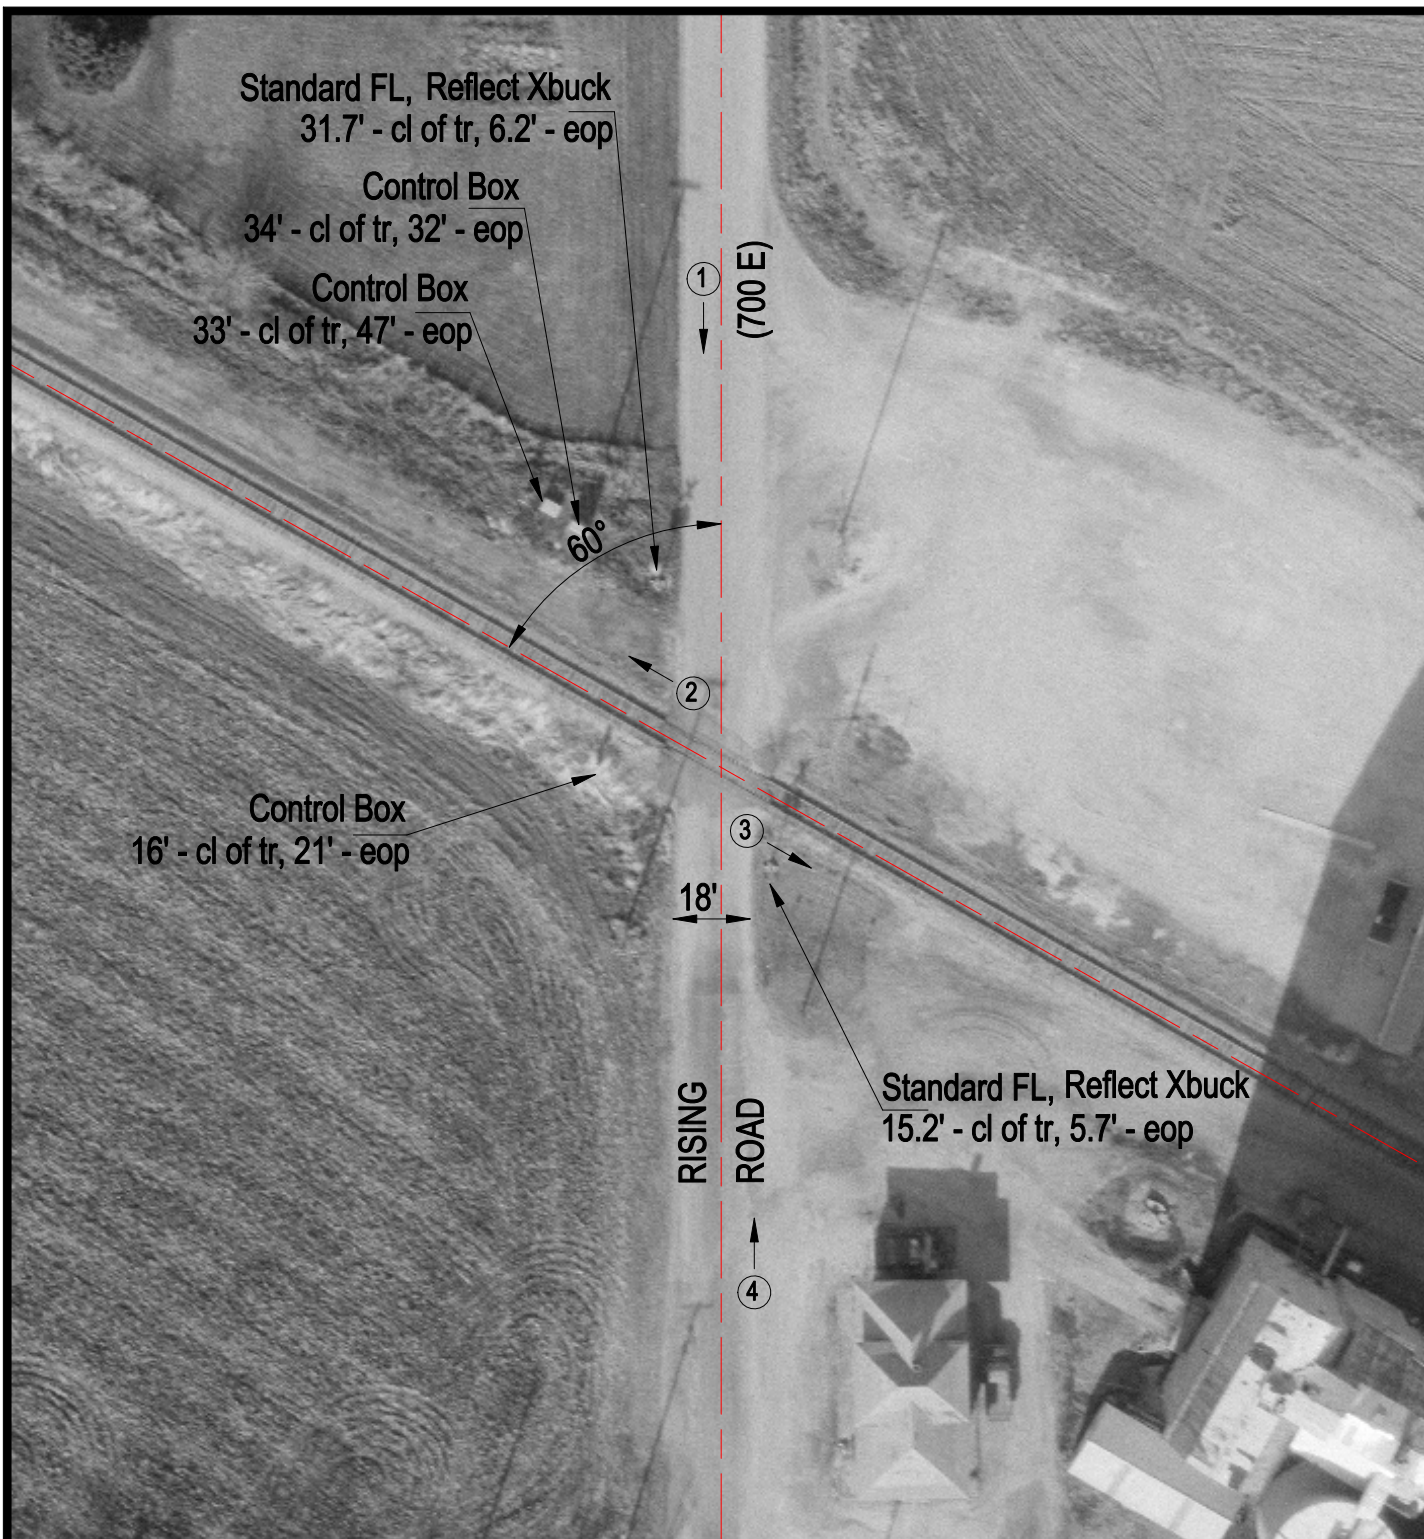 Standard FL, Reflect Xbuck
31.7' - cl of tr, 6.2' - eop
Control Box
34' - cl of tr, 32' - eop
Control Box
33' - cl of tr, 47' - eop
1
(700 E)
60°
2
Control Box
16' - cl of tr, 21' - eop
3
18'
Standard FL, Reflect Xbuck
15.2' - cl of tr, 5.7' - eop
RISING
ROAD
4